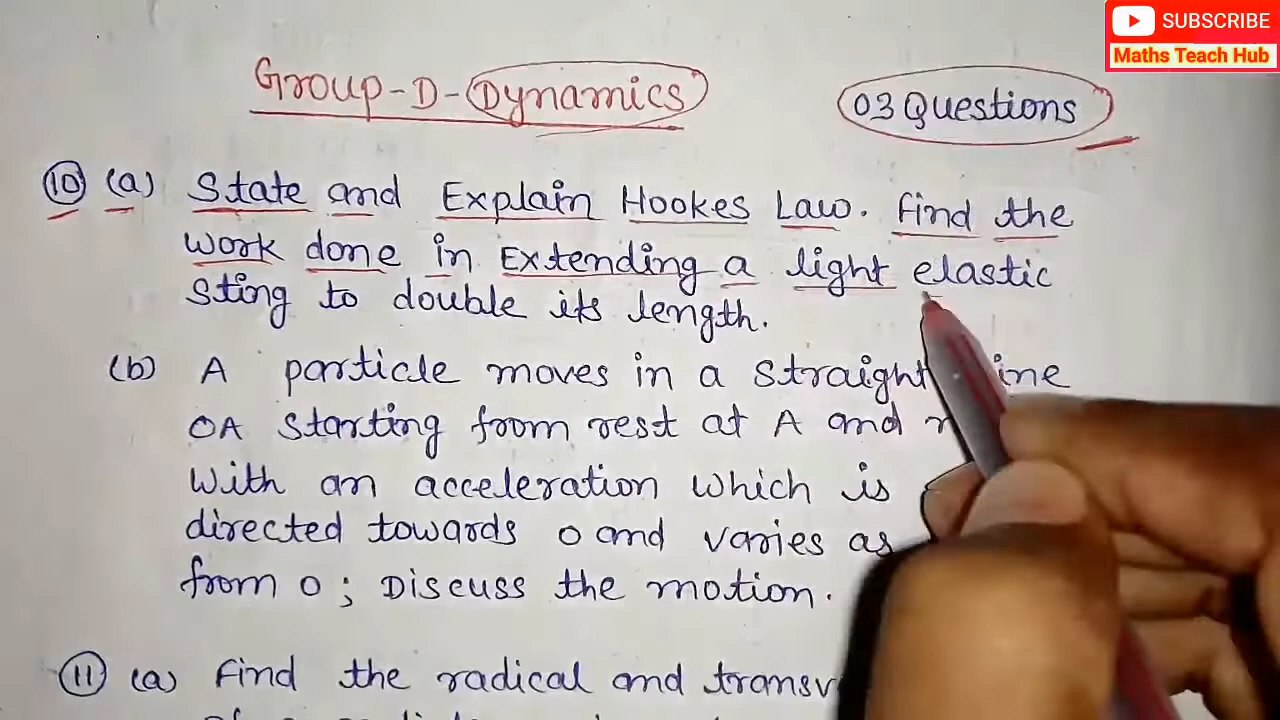 SUBSCRIBE
Maths Teach Hub
Group-D-Dynamics
03 Questions
10 (a) State and Explain Hookes Law. find the
work done in Extending a light elastic
sting to double its length.
(b) A particle moves in a straight
OA starting from rest at A and
with an acceleration which is
directed towards o and varies as
from o ; Discuss the motion.
11 (a) find the radical and